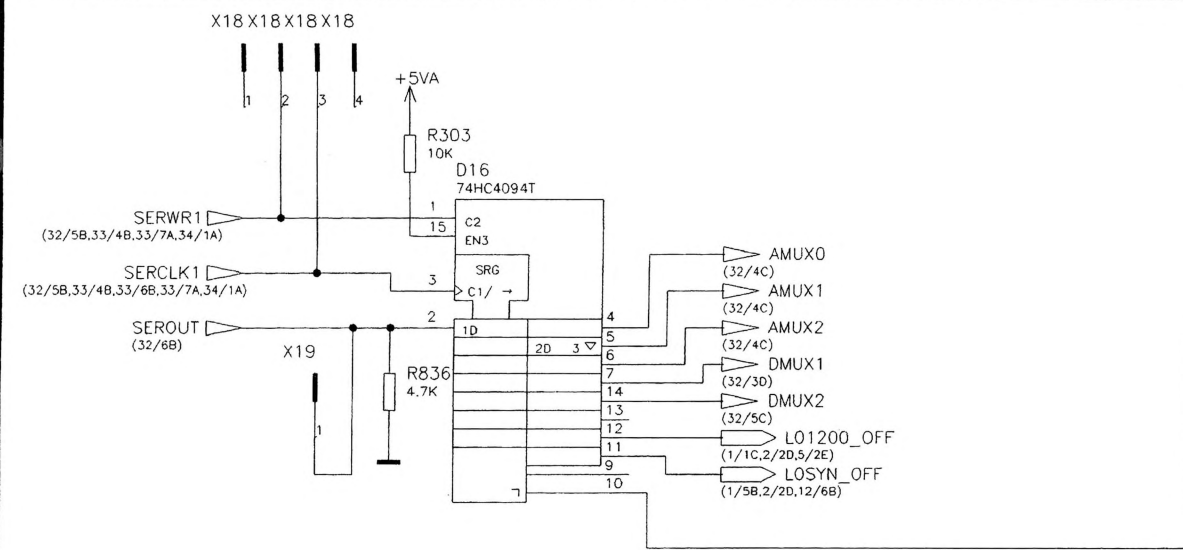 X18 X18 X18 X18
1 2 3 4
+5VA
R303
10K
D16
74HC4094T
SERWR1
(32/5B,33/4B,33/7A,34/1A)
1
C2
15
EN3
SERCLK1
(32/5B,33/4B,33/6B,33/7A,34/1A)
3
SRG
C1/ →
SEROUT
(32/6B)
2
1D
2D 3 ▽
X19
1
R836
4.7K
4
AMUX0
(32/4C)
5
AMUX1
(32/4C)
6
AMUX2
(32/4C)
7
DMUX1
(32/3D)
14
DMUX2
(32/5C)
13
12
LO1200_OFF
(1/1C,2/2D,5/2E)
11
LOSYN_OFF
(1/5B,2/2D,12/6B)
9
10